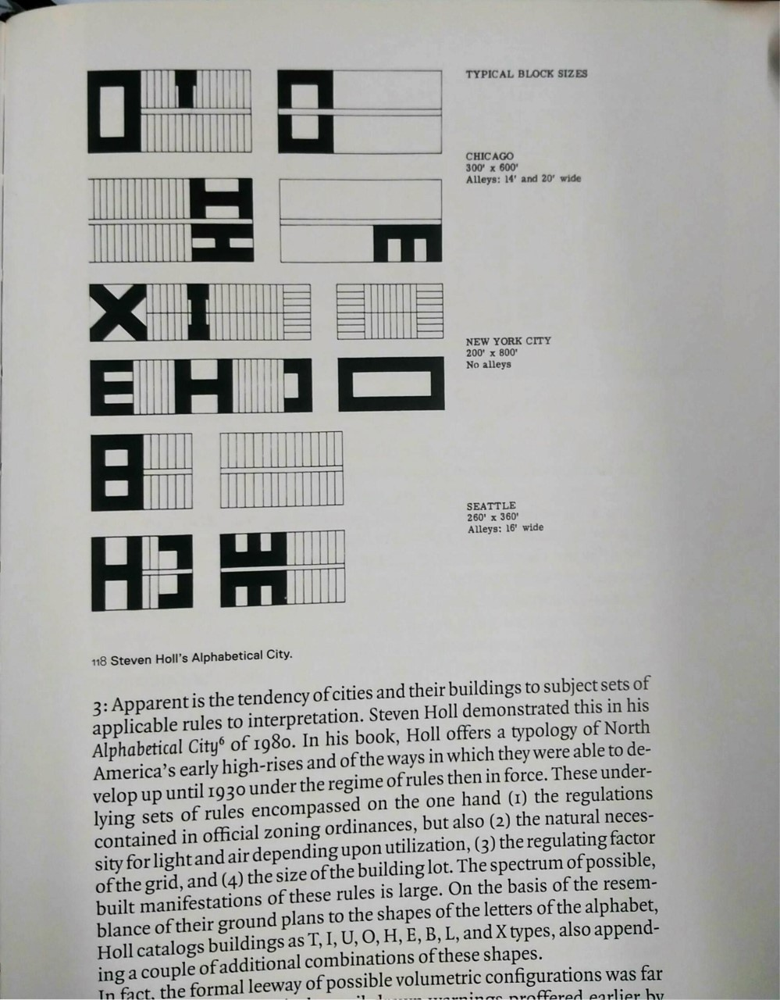 TYPICAL BLOCK SIZES
CHICAGO
300' x 600'
Alleys: 14' and 20' wide
NEW YORK CITY
200' x 800'
No alleys
SEATTLE
260' x 360'
Alleys: 16' wide
118 Steven Holl's Alphabetical City.
3: Apparent is the tendency of cities and their buildings to subject sets of
applicable rules to interpretation. Steven Holl demonstrated this in his
Alphabetical City⁶ of 1980. In his book, Holl offers a typology of North
America's early high-rises and of the ways in which they were able to de-
velop up until 1930 under the regime of rules then in force. These under-
lying sets of rules encompassed on the one hand (1) the regulations
contained in official zoning ordinances, but also (2) the natural neces-
sity for light and air depending upon utilization, (3) the regulating factor
of the grid, and (4) the size of the building lot. The spectrum of possible,
built manifestations of these rules is large. On the basis of the resem-
blance of their ground plans to the shapes of the letters of the alphabet,
Holl catalogs buildings as T, I, U, O, H, E, B, L, and X types, also append-
ing a couple of additional combinations of these shapes.
In fact, the formal leeway of possible volumetric configurations was far
warnings proffered earlier by